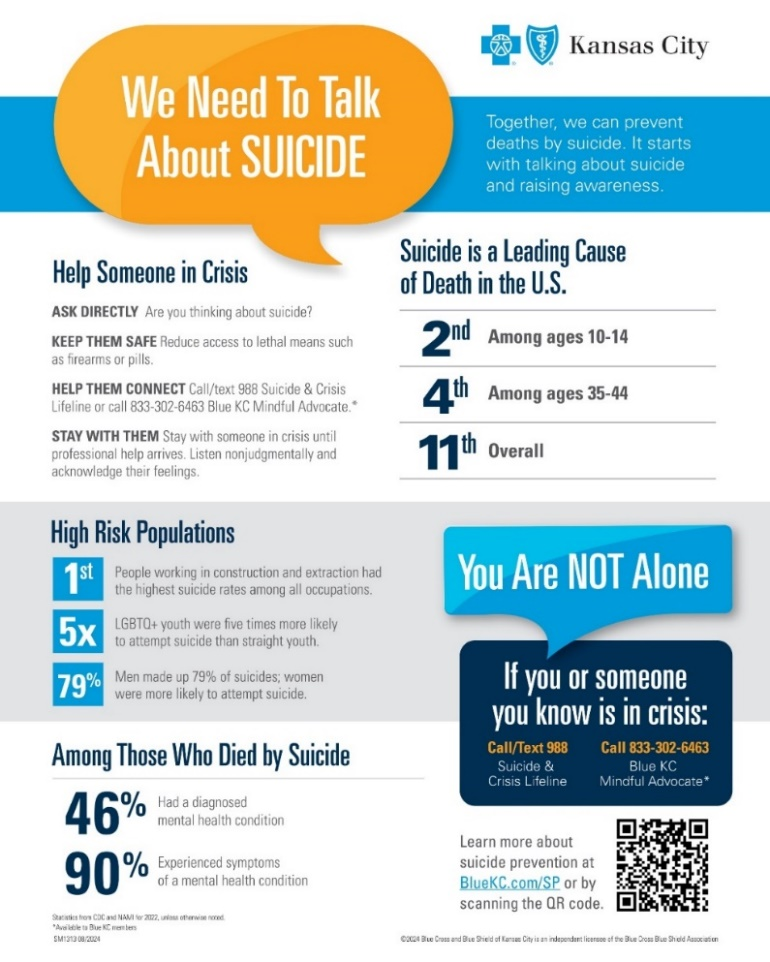 Kansas City
We Need To Talk
About SUICIDE
Together, we can prevent
deaths by suicide. It starts
with talking about suicide
and raising awareness.
Help Someone in Crisis
ASK DIRECTLY Are you thinking about suicide?
KEEP THEM SAFE Reduce access to lethal means such
as firearms or pills.
HELP THEM CONNECT Call/text 988 Suicide & Crisis
Lifeline or call 833-302-6463 Blue KC Mindful Advocate.*
STAY WITH THEM Stay with someone in crisis until
professional help arrives. Listen nonjudgmentally and
acknowledge their feelings.
Suicide is a Leading Cause
of Death in the U.S.
2nd Among ages 10-14
4th Among ages 35-44
11th Overall
High Risk Populations
1st People working in construction and extraction had
the highest suicide rates among all occupations.
5x LGBTQ+ youth were five times more likely
to attempt suicide than straight youth.
79% Men made up 79% of suicides; women
were more likely to attempt suicide.
You Are NOT Alone
If you or someone
you know is in crisis:
Call/Text 988
Suicide &
Crisis Lifeline
Call 833-302-6463
Blue KC
Mindful Advocate*
Among Those Who Died by Suicide
46% Had a diagnosed
mental health condition
90% Experienced symptoms
of a mental health condition
Learn more about
suicide prevention at
BlueKC.com/SP or by
scanning the QR code.
Statistics from CDC and NAMI for 2022, unless otherwise noted.
*Available to Blue KC members
SM1313 08/2024
©2024 Blue Cross and Blue Shield of Kansas City is an independent licensee of the Blue Cross Blue Shield Association